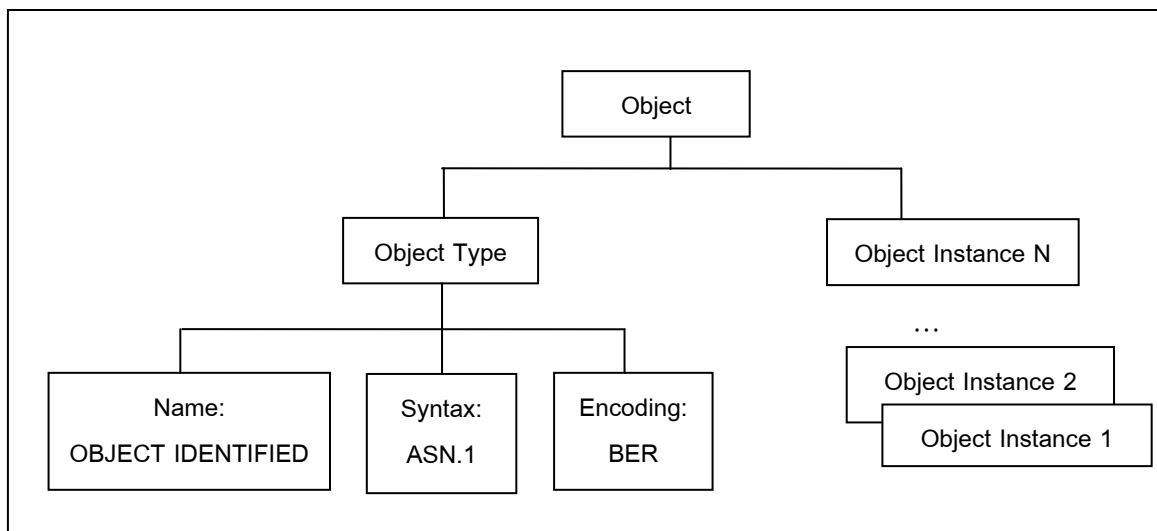 Object
Object Type
Object Instance N
...
Object Instance 2
Object Instance 1
Name:
OBJECT IDENTIFIED
Syntax:
ASN.1
Encoding:
BER